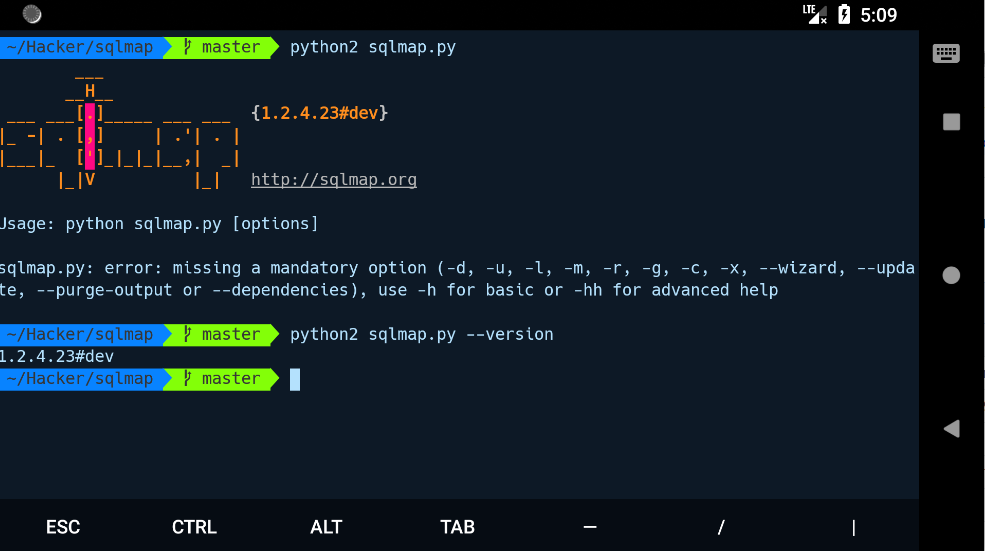 LTE 5:09
~/Hacker/sqlmap master python2 sqlmap.py
        ___
       __H__
 ___ ___[.]_____ ___ ___  {1.2.4.23#dev}
|_ -| . [,]     | .'| . |
|___|_  [']_|_|_|__,|  _|
      |_|V          |_|   http://sqlmap.org
Usage: python sqlmap.py [options]
sqlmap.py: error: missing a mandatory option (-d, -u, -l, -m, -r, -g, -c, -x, --wizard, --upda
te, --purge-output or --dependencies), use -h for basic or -hh for advanced help
~/Hacker/sqlmap master python2 sqlmap.py --version
1.2.4.23#dev
~/Hacker/sqlmap master
ESC CTRL ALT TAB — / |